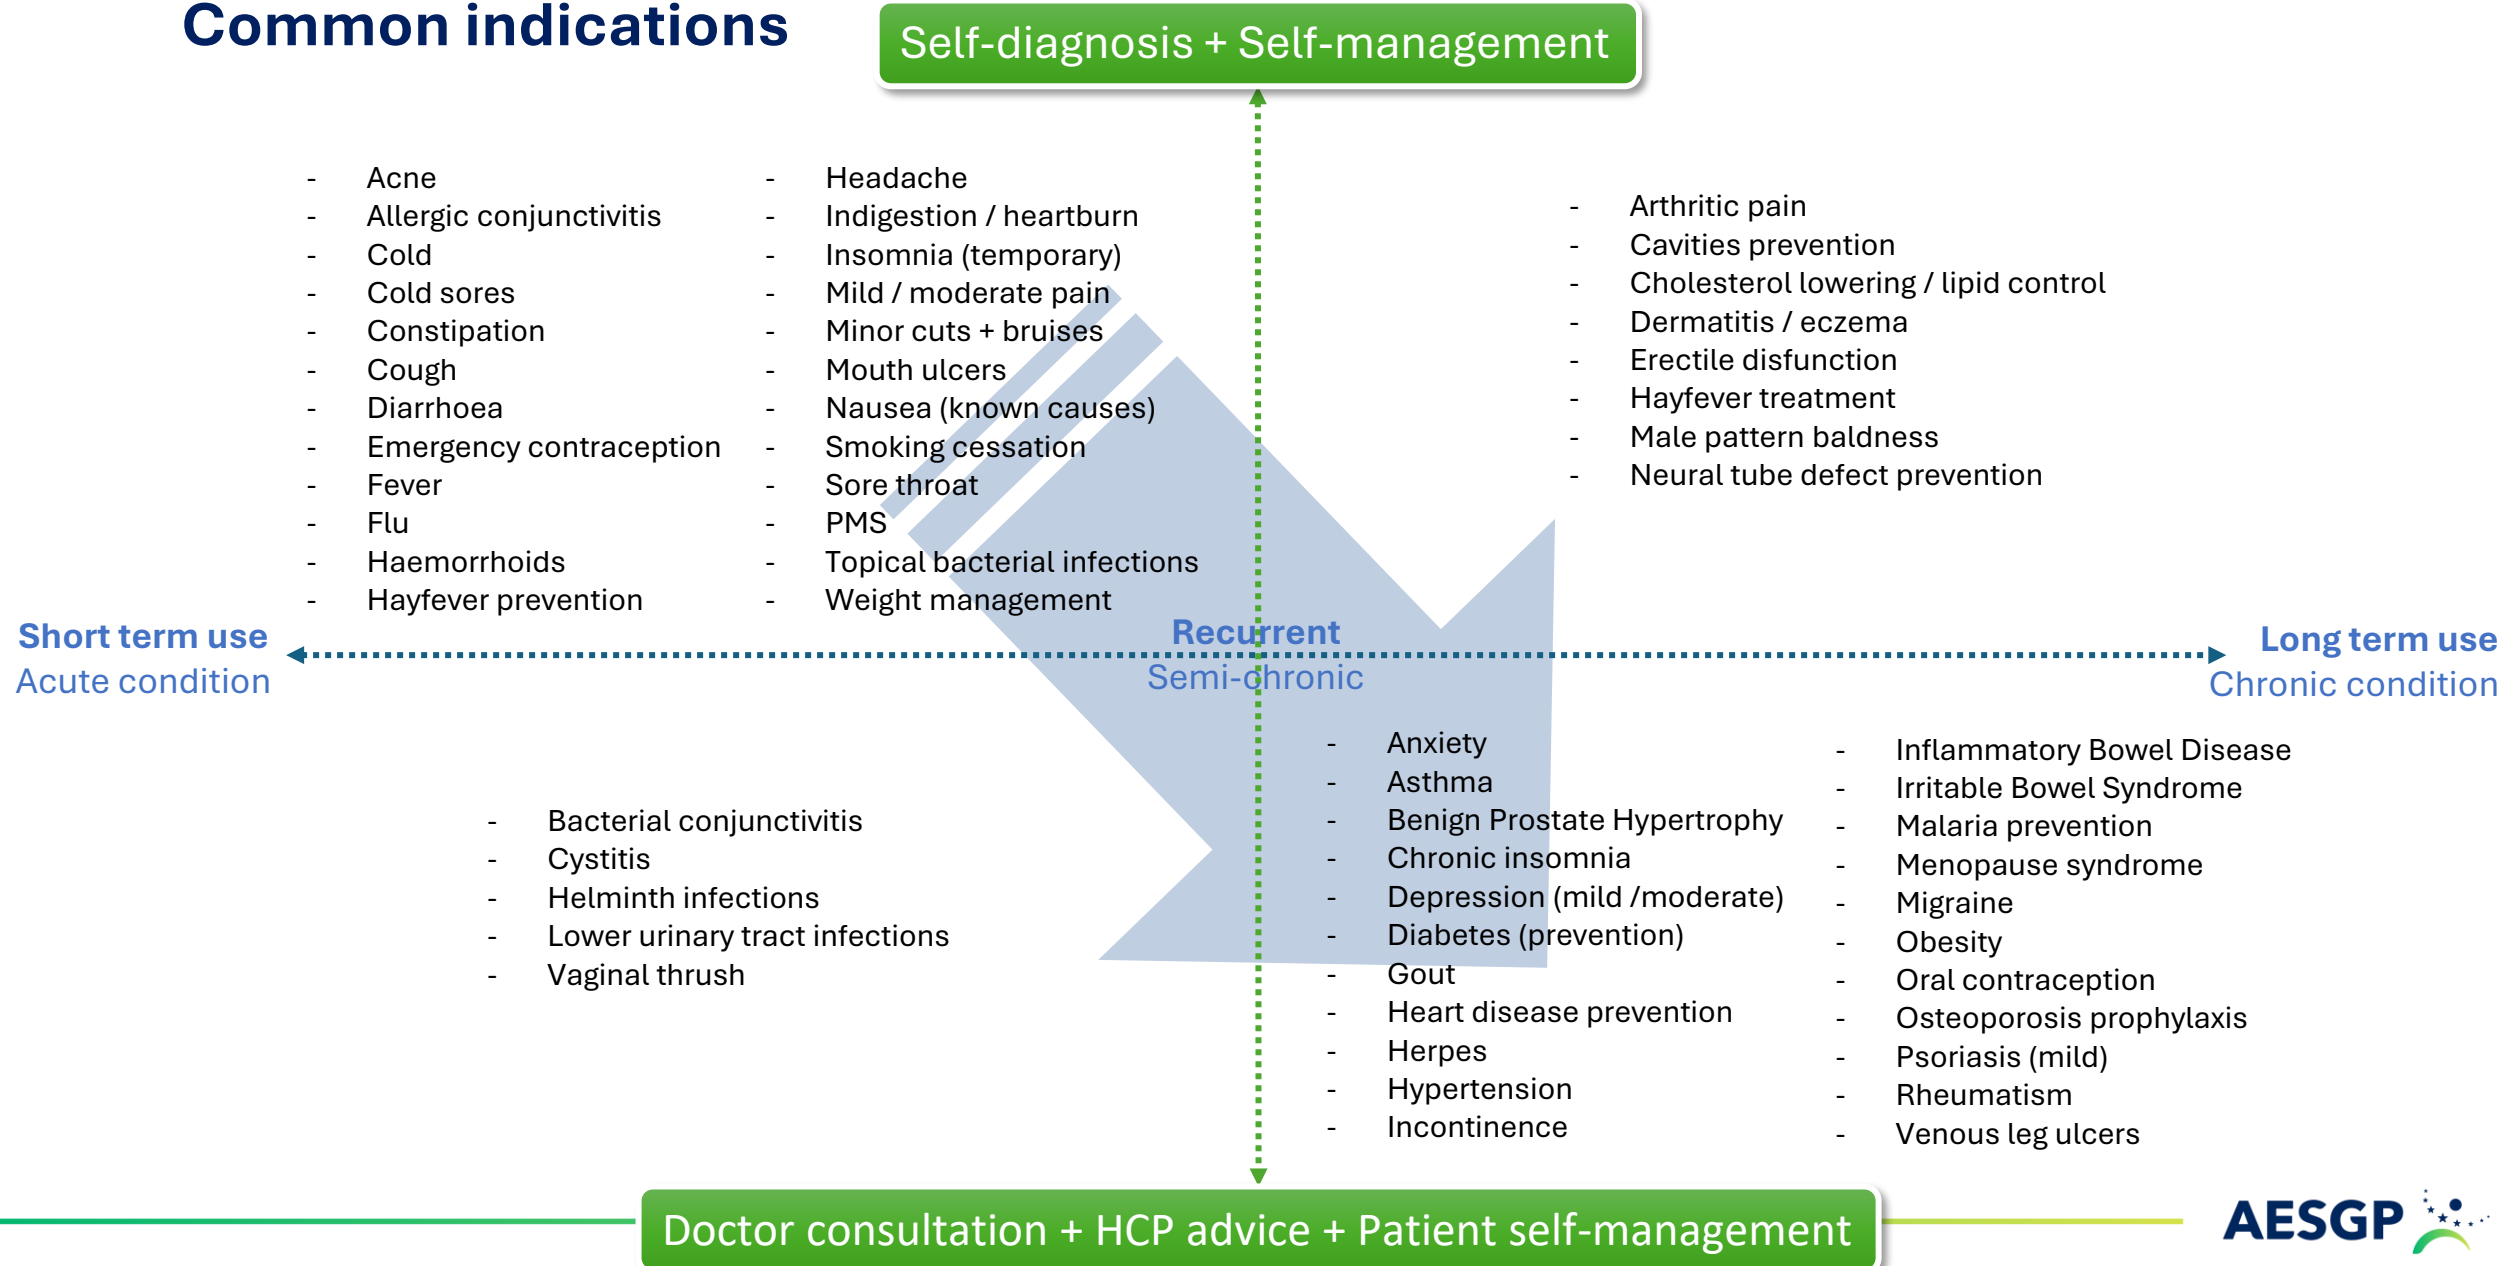 Common indications
Self-diagnosis + Self-management
- Acne
- Allergic conjunctivitis
- Cold
- Cold sores
- Constipation
- Cough
- Diarrhoea
- Emergency contraception
- Fever
- Flu
- Haemorrhoids
- Hayfever prevention
- Headache
- Indigestion / heartburn
- Insomnia (temporary)
- Mild / moderate pain
- Minor cuts + bruises
- Mouth ulcers
- Nausea (known causes)
- Smoking cessation
- Sore throat
- PMS
- Topical bacterial infections
- Weight management
- Arthritic pain
- Cavities prevention
- Cholesterol lowering / lipid control
- Dermatitis / eczema
- Erectile disfunction
- Hayfever treatment
- Male pattern baldness
- Neural tube defect prevention
Short term use
Acute condition
Recurrent
Semi-chronic
Long term use
Chronic condition
- Bacterial conjunctivitis
- Cystitis
- Helminth infections
- Lower urinary tract infections
- Vaginal thrush
- Anxiety
- Asthma
- Benign Prostate Hypertrophy
- Chronic insomnia
- Depression (mild /moderate)
- Diabetes (prevention)
- Gout
- Heart disease prevention
- Herpes
- Hypertension
- Incontinence
- Inflammatory Bowel Disease
- Irritable Bowel Syndrome
- Malaria prevention
- Menopause syndrome
- Migraine
- Obesity
- Oral contraception
- Osteoporosis prophylaxis
- Psoriasis (mild)
- Rheumatism
- Venous leg ulcers
Doctor consultation + HCP advice + Patient self-management
AESGP